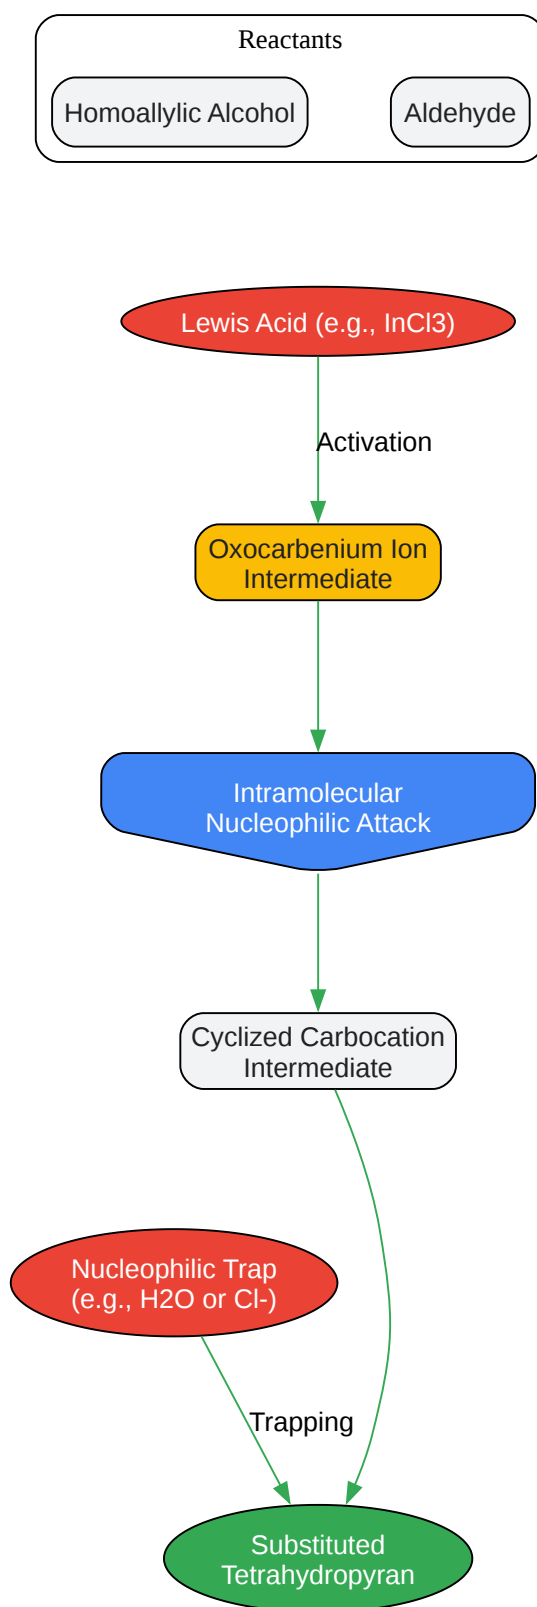 Reactants
Homoallylic Alcohol
Aldehyde
Lewis Acid (e.g., InCl3)
Activation
Oxocarbenium Ion
Intermediate
Intramolecular
Nucleophilic Attack
Cyclized Carbocation
Intermediate
Nucleophilic Trap
(e.g., H2O or Cl-)
Trapping
Substituted
Tetrahydropyran